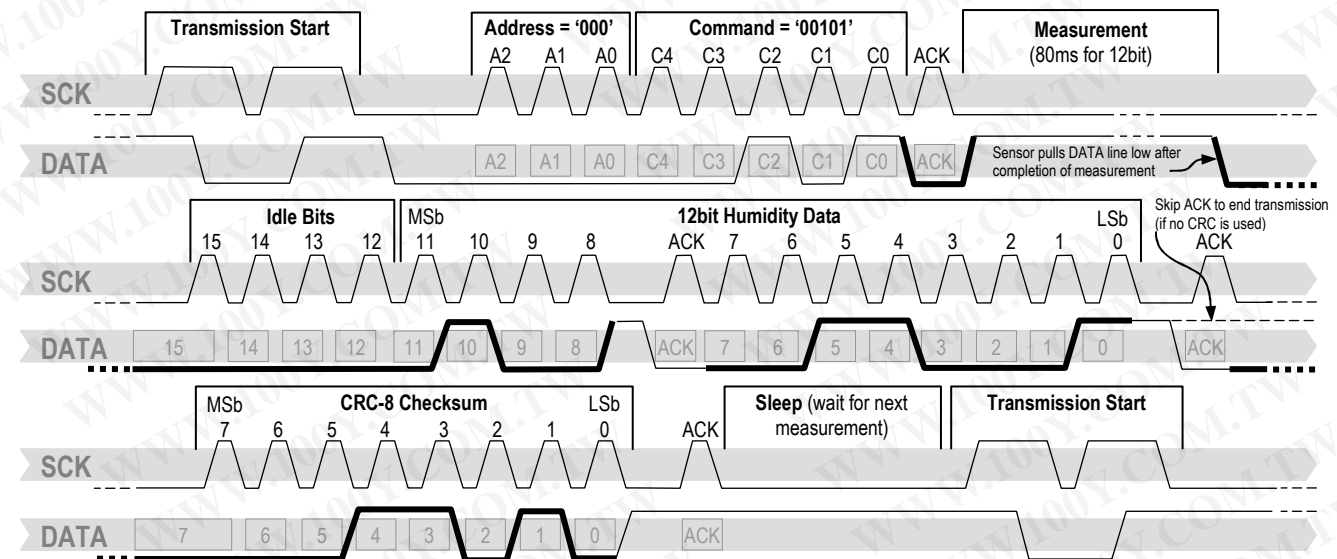 Transmission Start Address = ‘000’ Command = ‘00101’ Measurement
(80ms for 12bit)
A2 A1 A0 C4 C3 C2 C1 C0 ACK
SCK
DATA A2 A1 A0 C4 C3 C2 C1 C0 ACK
Sensor pulls DATA line low after
completion of measurement
Skip ACK to end transmission
(if no CRC is used)
Idle Bits MSb 12bit Humidity Data LSb
15 14 13 12 11 10 9 8 ACK 7 6 5 4 3 2 1 0 ACK
SCK
DATA 15 14 13 12 11 10 9 8 ACK 7 6 5 4 3 2 1 0 ACK
MSb CRC-8 Checksum LSb Sleep (wait for next
measurement)
Transmission Start
7 6 5 4 3 2 1 0 ACK
SCK
DATA 7 6 5 4 3 2 1 0 ACK
WWW.100Y.COM.TW